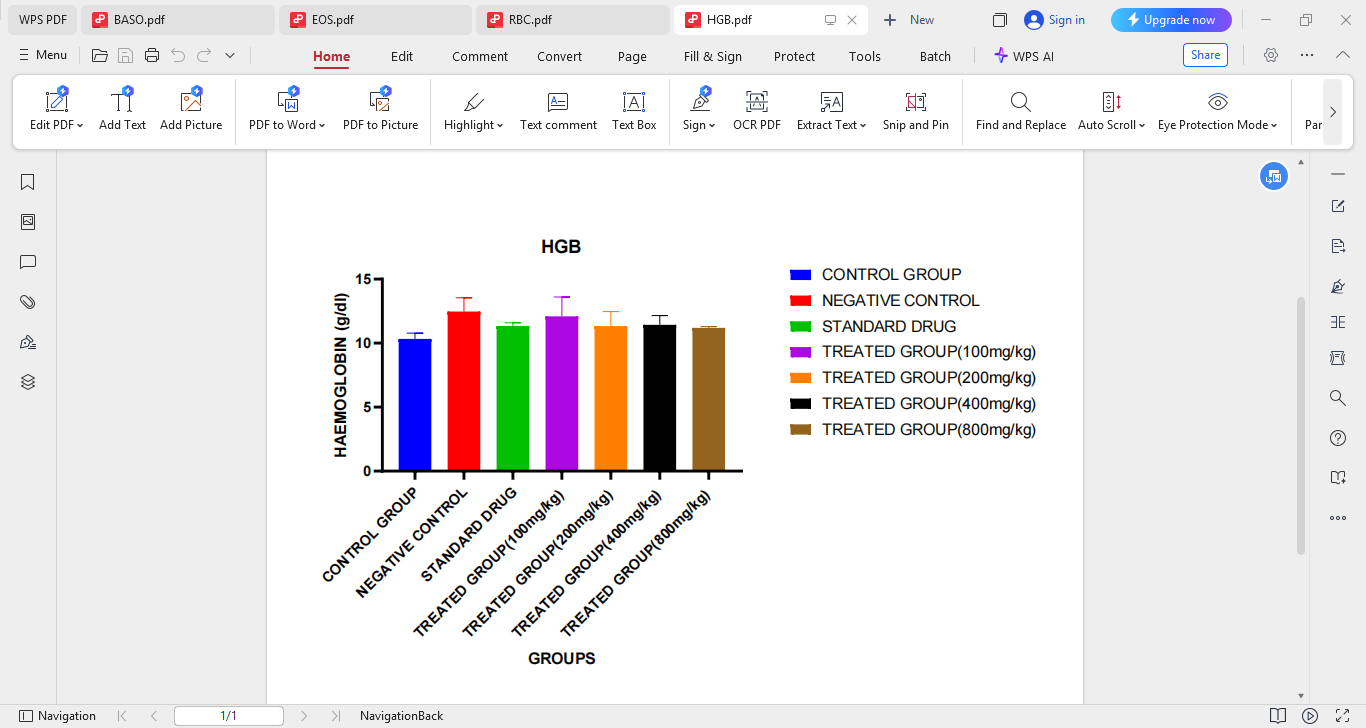 WPS PDF BASO.pdf EOS.pdf RBC.pdf HGB.pdf New Sign in Upgrade now
Menu Home Edit Comment Convert Page Fill & Sign Protect Tools Batch WPS AI Share
Edit PDF Add Text Add Picture PDF to Word PDF to Picture Highlight Text comment Text Box Sign OCR PDF Extract Text Snip and Pin Find and Replace Auto Scroll Eye Protection Mode Par
HGB
HAEMOGLOBIN (g/dl)
15
10
5
0
CONTROL GROUP
NEGATIVE CONTROL
STANDARD DRUG
TREATED GROUP(100mg/kg)
TREATED GROUP(200mg/kg)
TREATED GROUP(400mg/kg)
TREATED GROUP(800mg/kg)
GROUPS
CONTROL GROUP
NEGATIVE CONTROL
STANDARD DRUG
TREATED GROUP(100mg/kg)
TREATED GROUP(200mg/kg)
TREATED GROUP(400mg/kg)
TREATED GROUP(800mg/kg)
Navigation 1/1 NavigationBack